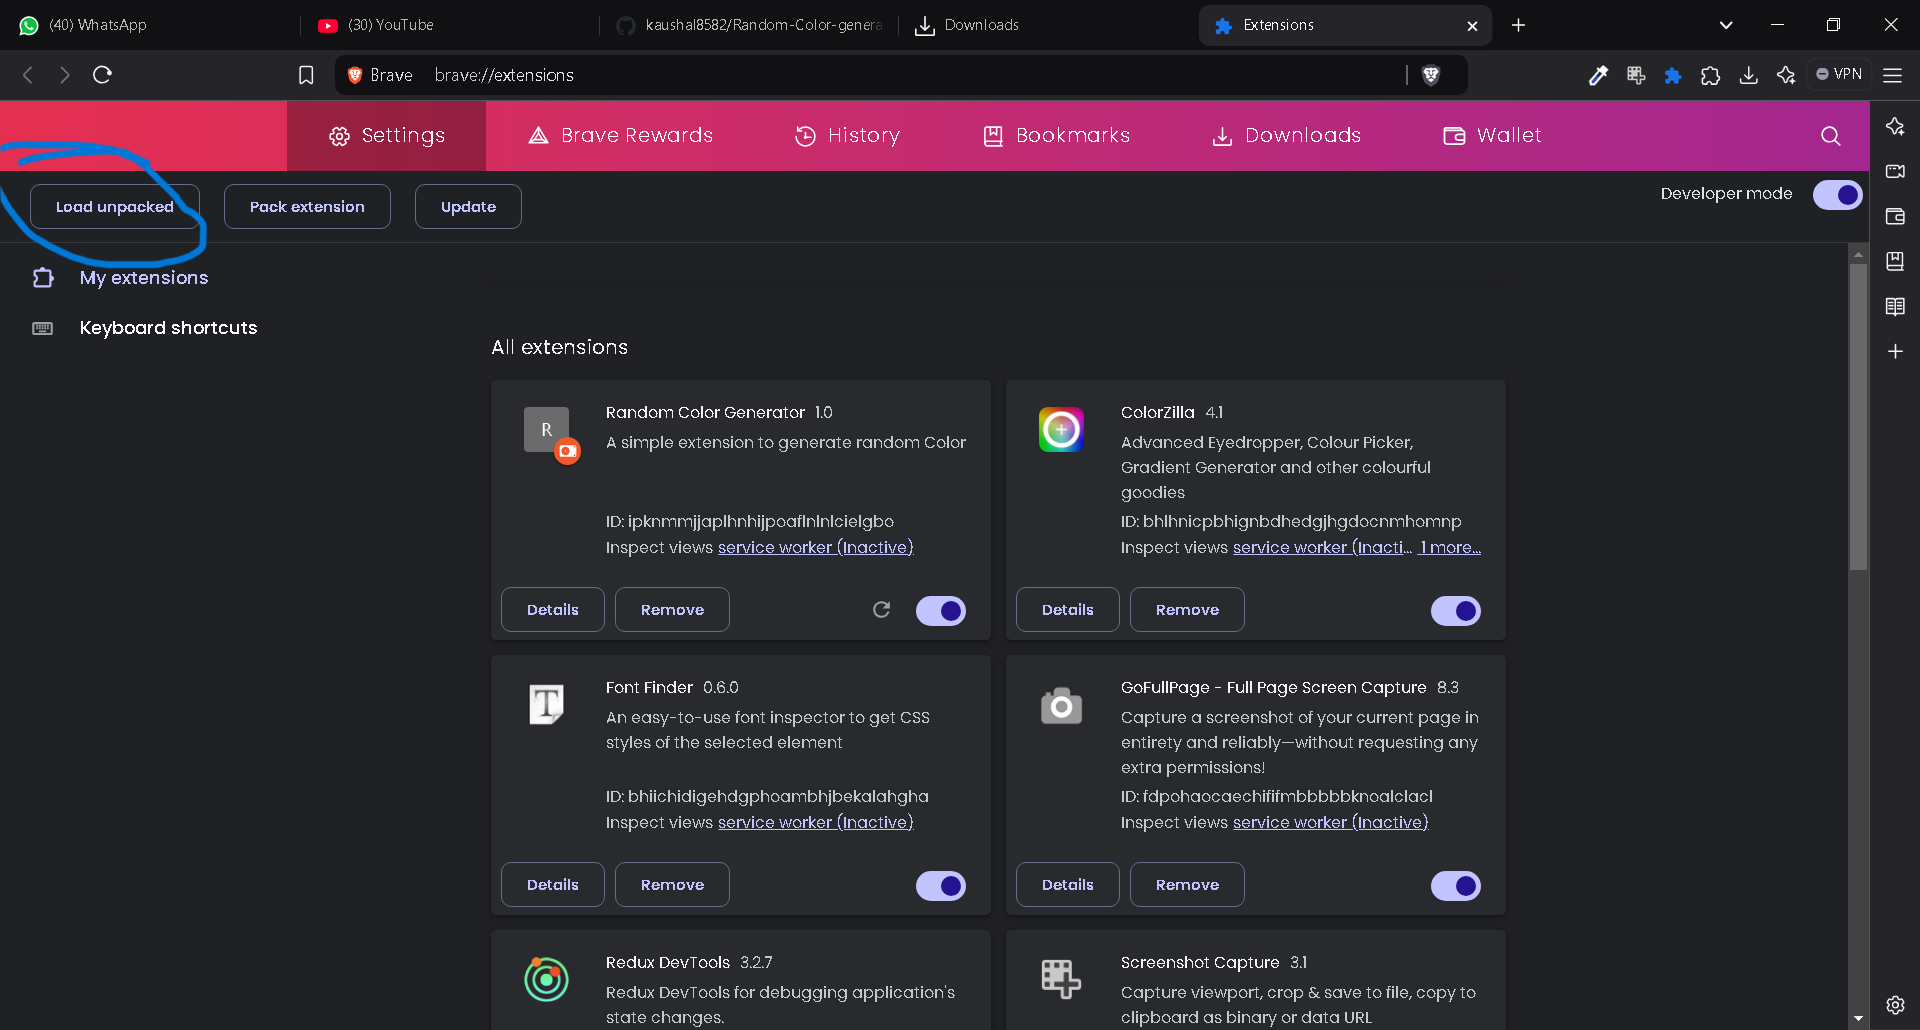 (40) WhatsApp
(30) YouTube
kaushal8582/Random-Color-genera
Downloads
Extensions
Brave
brave://extensions
VPN
Settings
Brave Rewards
History
Bookmarks
Downloads
Wallet
Load unpacked
Pack extension
Update
Developer mode
My extensions
Keyboard shortcuts
All extensions
R
Random Color Generator 1.0
A simple extension to generate random Color
ID: ipknmmjjaplhnhijpoaflnlnlcielgbo
Inspect views service worker (Inactive)
Details
Remove
ColorZilla 4.1
Advanced Eyedropper, Colour Picker,
Gradient Generator and other colourful
goodies
ID: bhlhnicpbhignbdhedgjhgdocnmhomnp
Inspect views service worker (Inacti... 1 more...
Details
Remove
T
Font Finder 0.6.0
An easy-to-use font inspector to get CSS
styles of the selected element
ID: bhiichidigehdgphoambhjbekalahgha
Inspect views service worker (Inactive)
Details
Remove
GoFullPage - Full Page Screen Capture 8.3
Capture a screenshot of your current page in
entirety and reliably—without requesting any
extra permissions!
ID: fdpohaocaechififmbbbbbknoalclacl
Inspect views service worker (Inactive)
Details
Remove
Redux DevTools 3.2.7
Redux DevTools for debugging application's
state changes.
Screenshot Capture 3.1
Capture viewport, crop & save to file, copy to
clipboard as binary or data URL